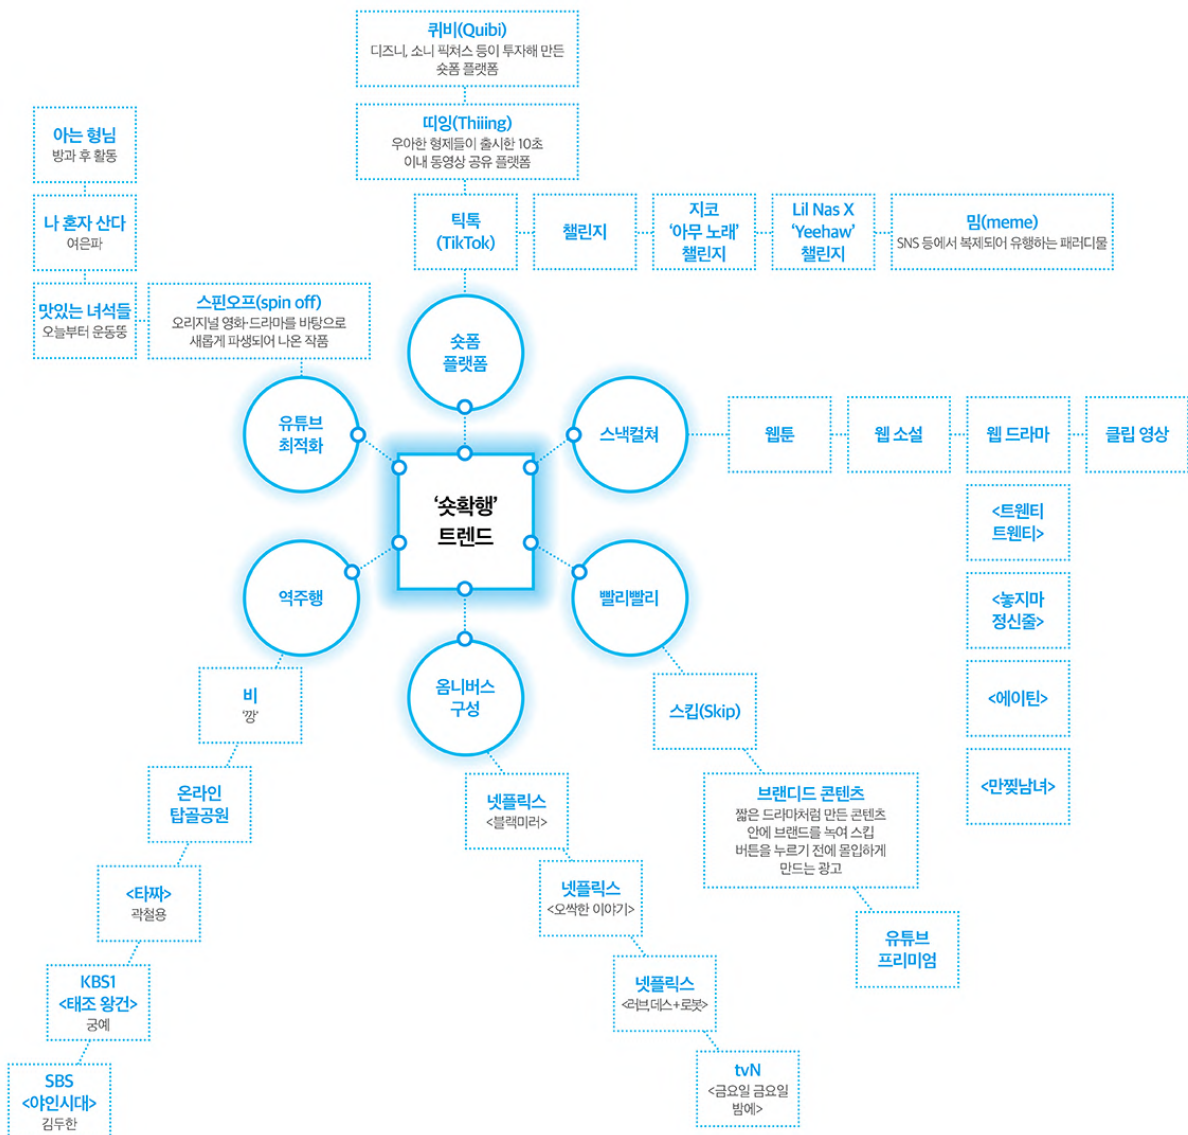 퀴비(Quibi)
디즈니, 소니 픽처스 등이 투자해 만든
숏폼 플랫폼
띠잉(Thiiing)
우아한 형제들이 출시한 10초
이내 동영상 공유 플랫폼
틱톡
(TikTok)
챌린지
지코
‘아무 노래’
챌린지
Lil Nas X
‘Yeehaw’
챌린지
밈(meme)
SNS 등에서 복제되어 유행하는 패러디물
숏폼
플랫폼
아는 형님
방과 후 활동
나 혼자 산다
여은파
맛있는 녀석들
오늘부터 운동뚱
스핀오프(spin off)
오리지널 영화·드라마를 바탕으로
새롭게 파생되어 나온 작품
유튜브
최적화
‘숏확행’
트렌드
스낵컬쳐
웹툰
웹 소설
웹 드라마
클립 영상
<트웬티
트웬티>
<놓지마
정신줄>
<에이틴>
<만찢남녀>
빨리빨리
스킵(Skip)
브랜디드 콘텐츠
짧은 드라마처럼 만든 콘텐츠
안에 브랜드를 녹여 스킵
버튼을 누르기 전에 몰입하게
만드는 광고
유튜브
프리미엄
옴니버스
구성
넷플릭스
<블랙미러>
넷플릭스
<오싹한 이야기>
넷플릭스
<러브,데스+로봇>
tvN
<금요일 금요일
밤에>
역주행
비
‘깡’
온라인
탑골공원
<타짜>
곽철용
KBS1
<태조 왕건>
궁예
SBS
<야인시대>
김두한